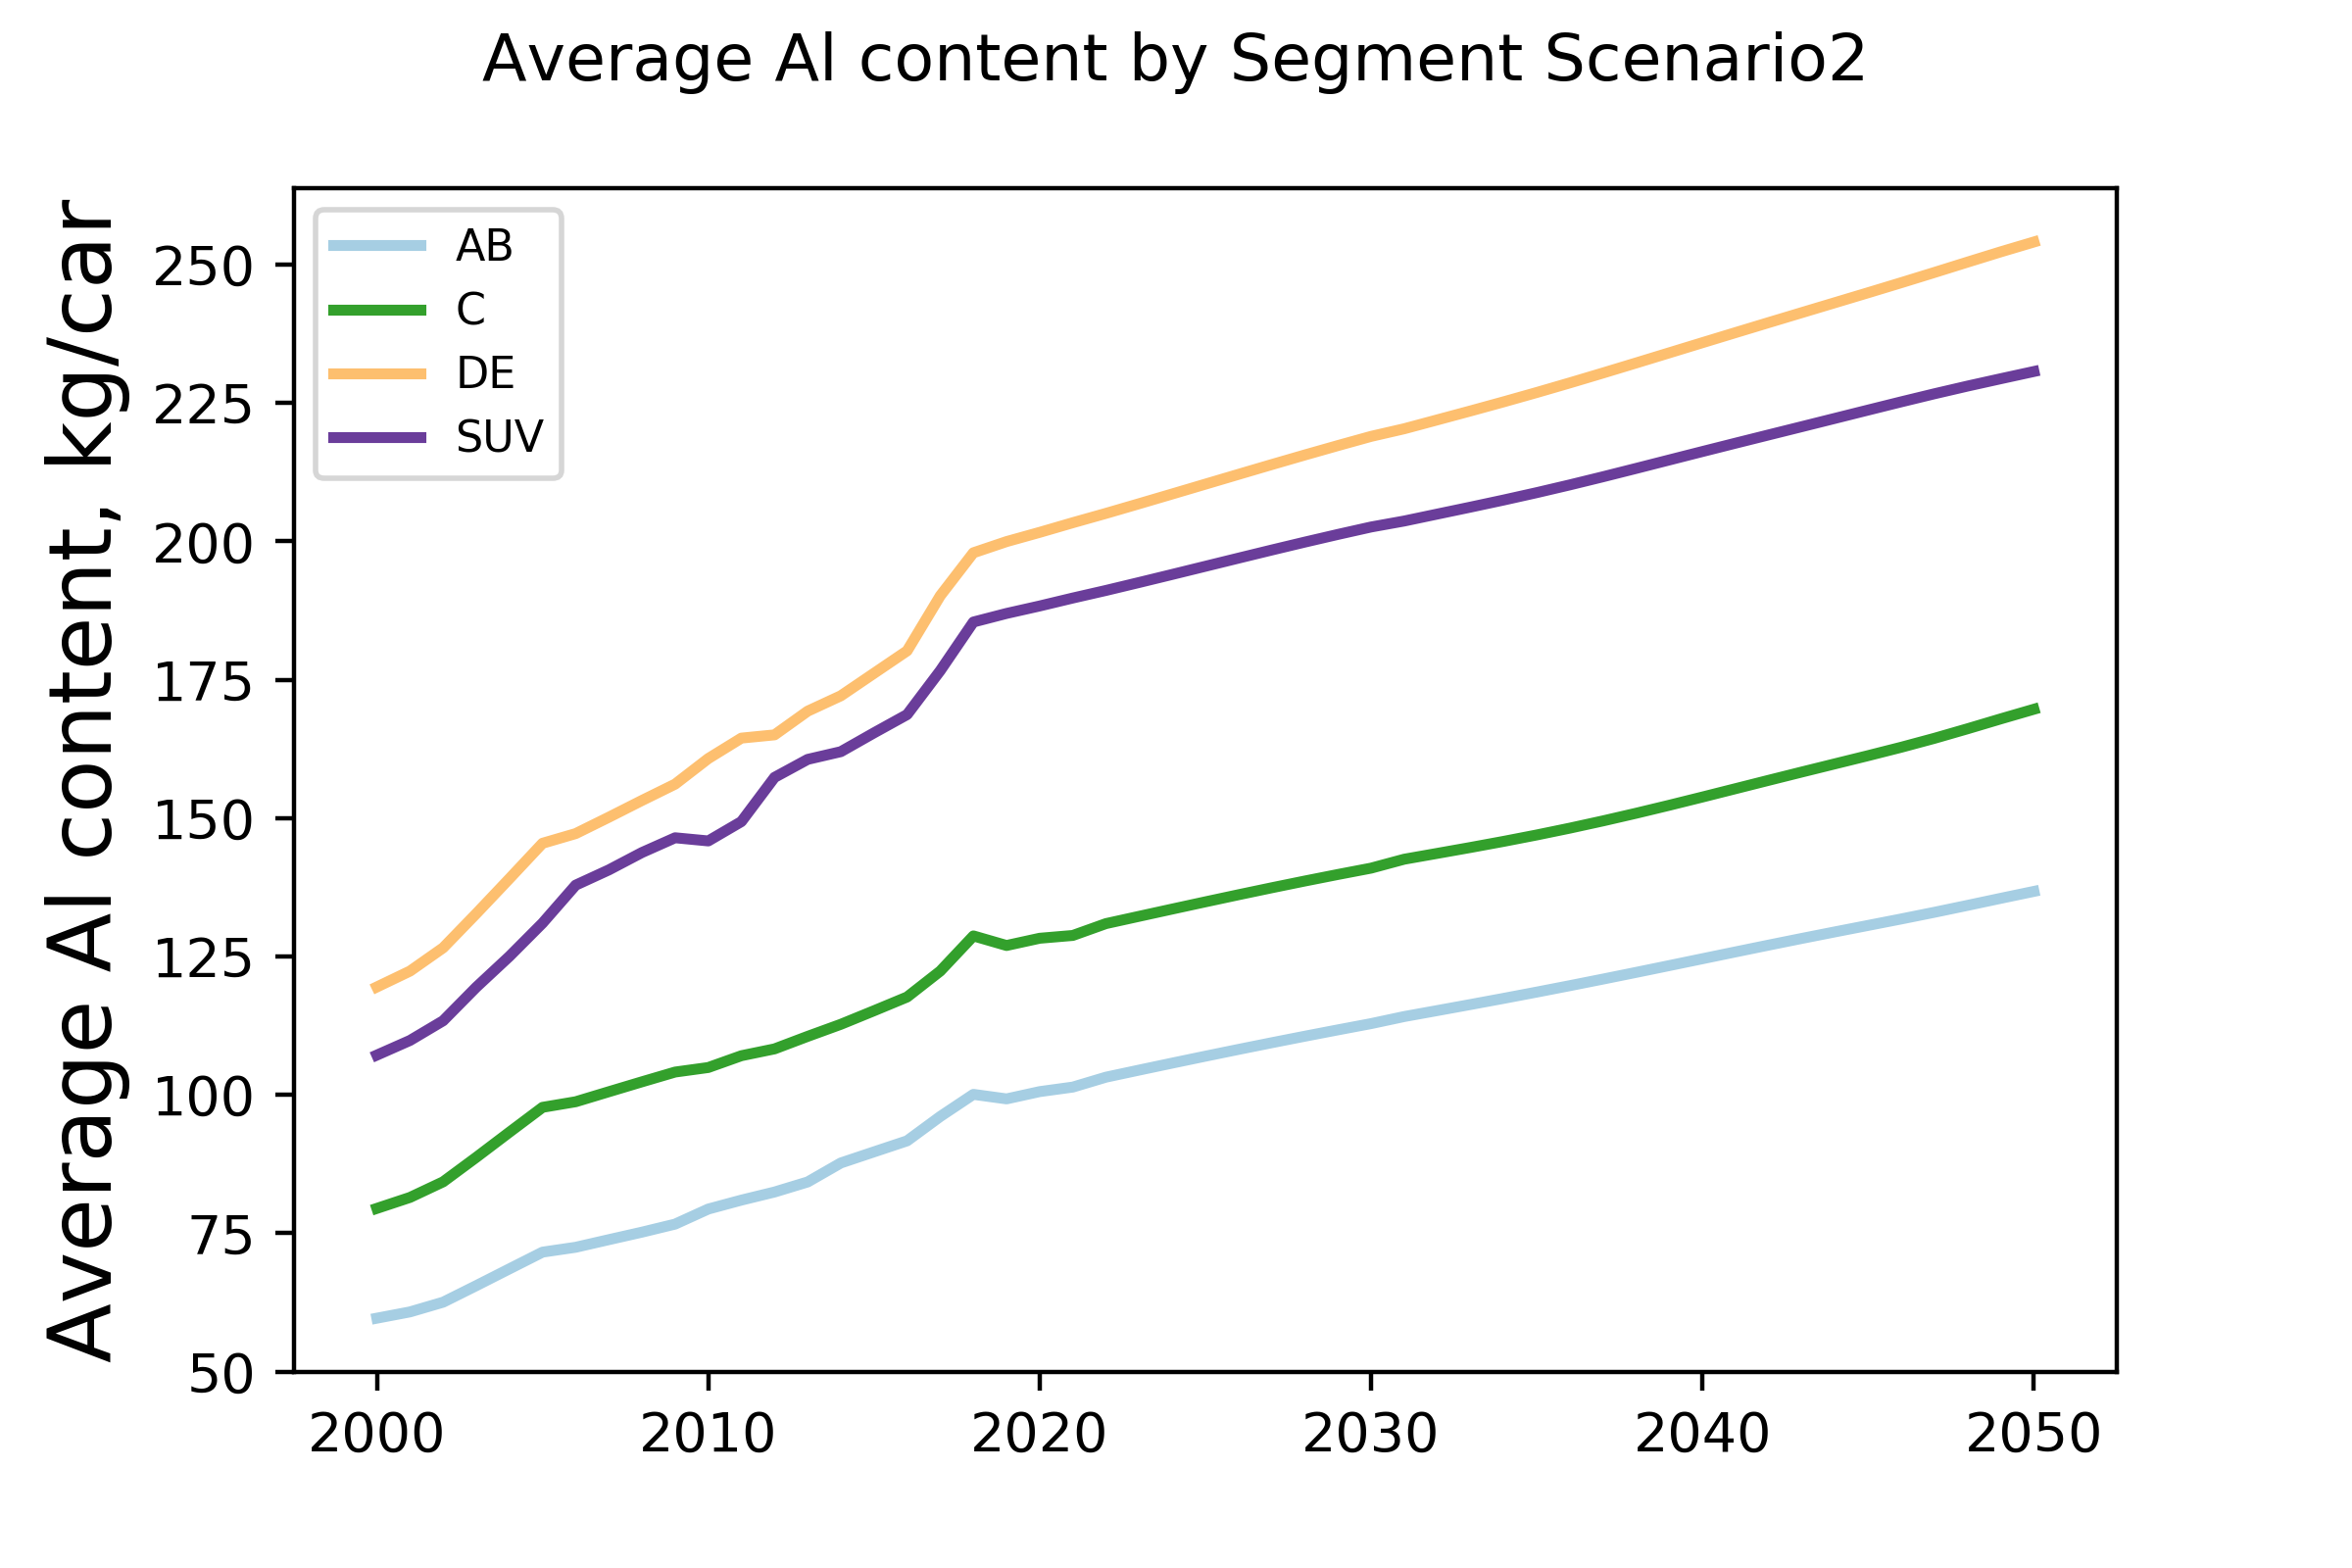 Average Al content by Segment Scenario2
Average Al content, kg/car
250
225
200
175
150
125
100
75
50
AB
C
DE
SUV
2000 2010 2020 2030 2040 2050